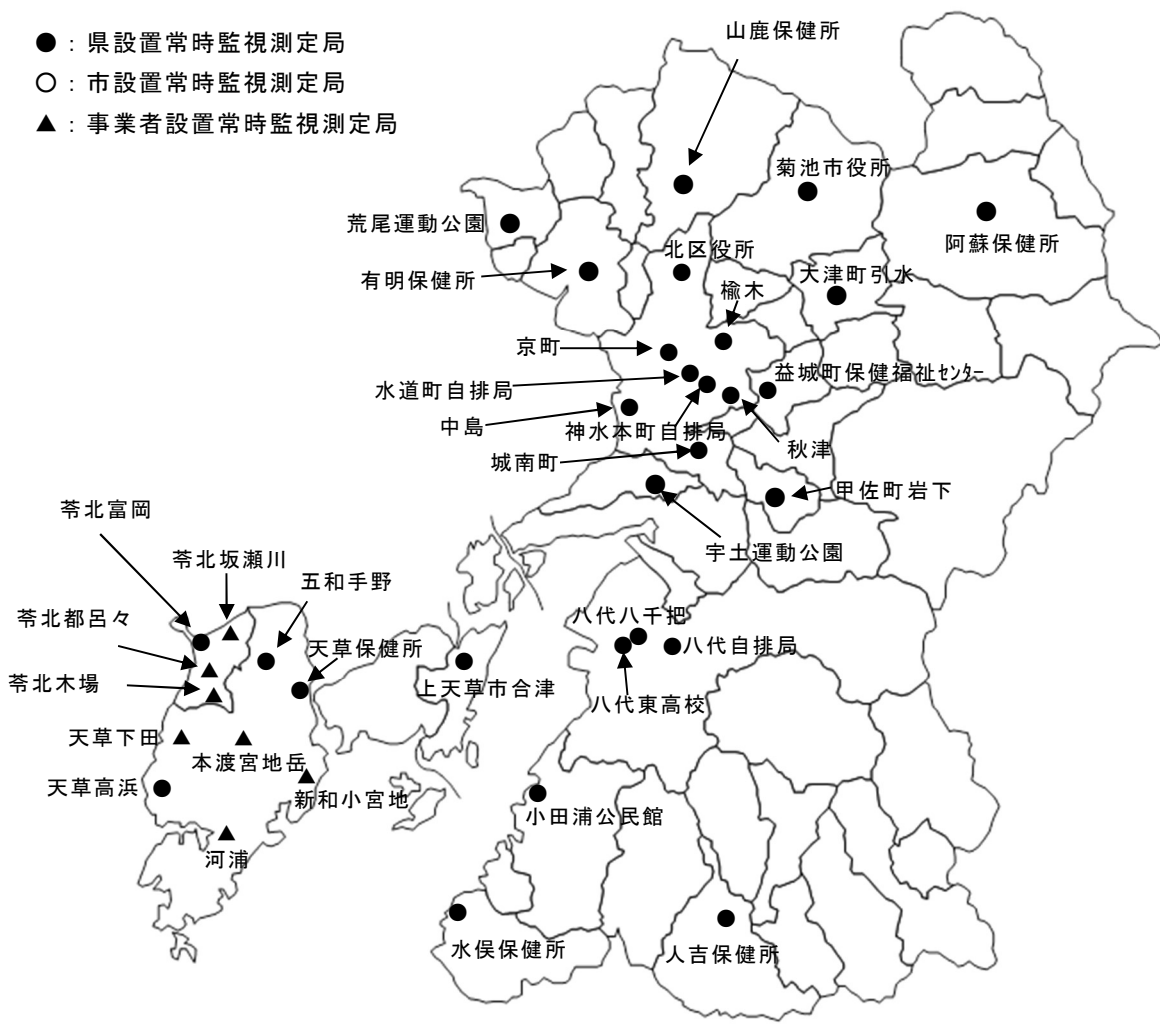 ● : 県設置常時監視測定局
○ : 市設置常時監視測定局
▲ : 事業者設置常時監視測定局
山鹿保健所
菊池市役所
荒尾運動公園
阿蘇保健所
北区役所
有明保健所
大津町引水
楡木
京町
益城町保健福祉ｾﾝﾀｰ
水道町自排局
中島
神水本町自排局
秋津
城南町
甲佐町岩下
宇土運動公園
苓北富岡
苓北坂瀬川
五和手野
苓北都呂々
天草保健所
八代八千把
八代自排局
苓北木場
上天草市合津
八代東高校
天草下田
本渡宮地岳
天草高浜
新和小宮地
小田浦公民館
河浦
水俣保健所
人吉保健所